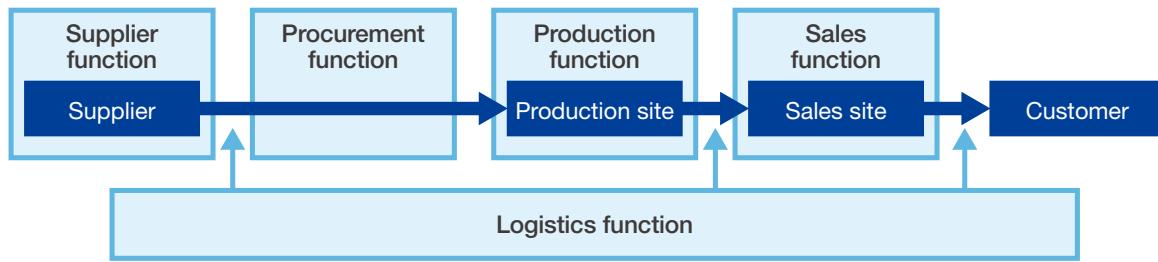 Supplier
function
Procurement
function
Production
function
Sales
function
Supplier
Production site
Sales site
Customer
Logistics function